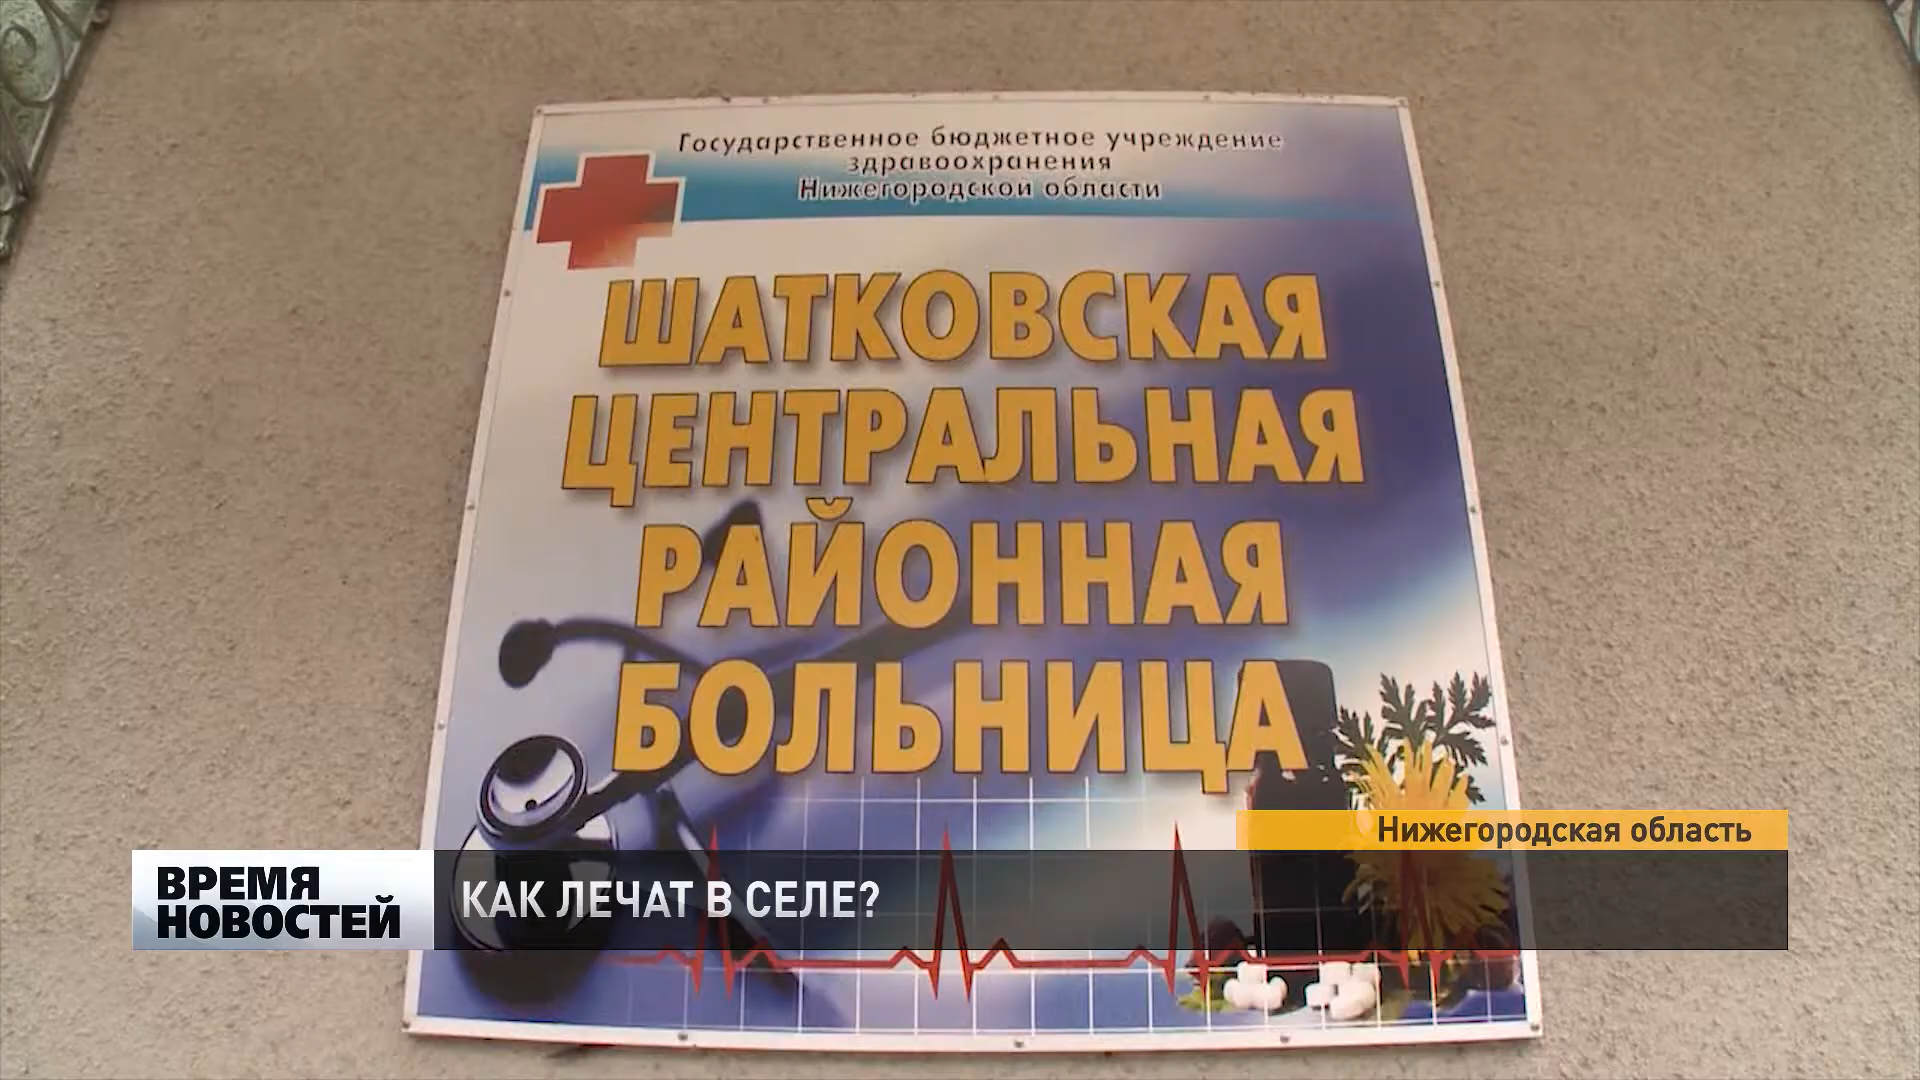 Государственное бюджетное учреждение
здравоохранения
Нижегородской области
ШАТКОВСКАЯ
ЦЕНТРАЛЬНАЯ
РАЙОННАЯ
БОЛЬНИЦА
Нижегородская область
ВРЕМЯ
НОВОСТЕЙ
КАК ЛЕЧАТ В СЕЛЕ?